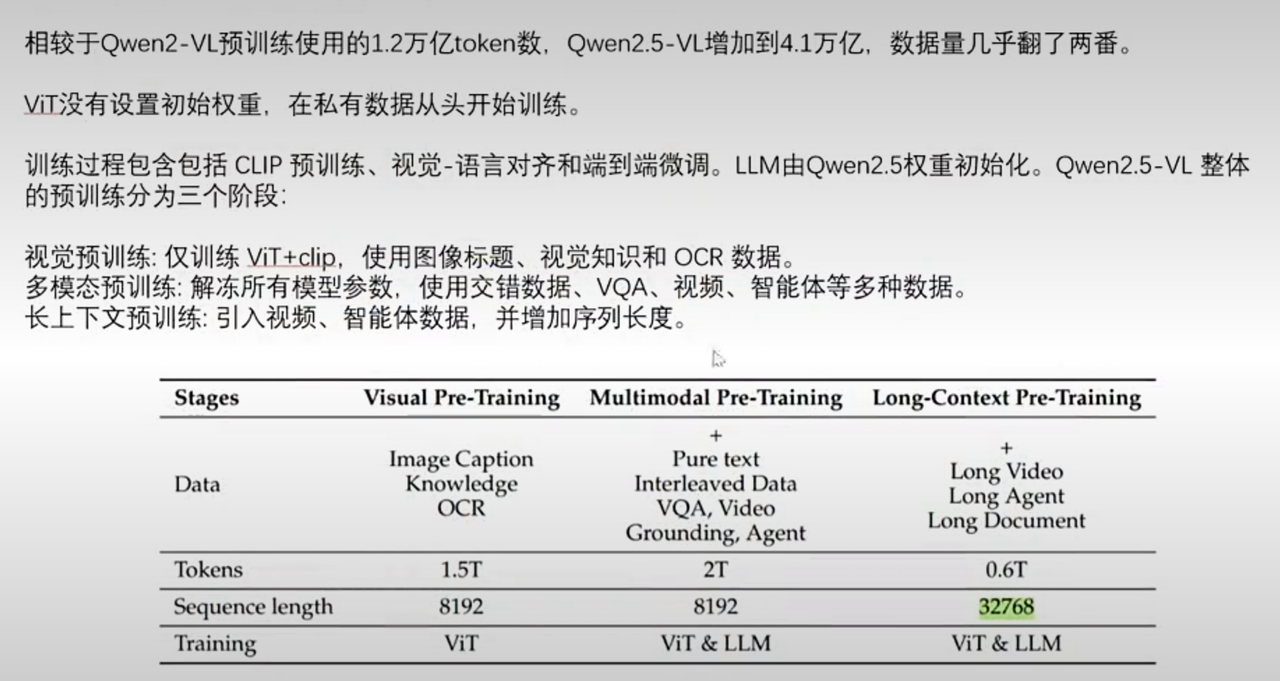 相较于Qwen2-VL预训练使用的1.2万亿token数，Qwen2.5-VL增加到4.1万亿，数据量几乎翻了两番。
ViT没有设置初始权重，在私有数据从头开始训练。
训练过程包含包括 CLIP 预训练、视觉-语言对齐和端到端微调。LLM由Qwen2.5权重初始化。Qwen2.5-VL 整体
的预训练分为三个阶段：
视觉预训练: 仅训练 ViT+clip，使用图像标题、视觉知识和 OCR 数据。
多模态预训练: 解冻所有模型参数，使用交错数据、VQA、视频、智能体等多种数据。
长上下文预训练: 引入视频、智能体数据，并增加序列长度。
Stages Visual Pre-Training Multimodal Pre-Training Long-Context Pre-Training
Data
Image Caption
Knowledge
OCR
+
Pure text
Interleaved Data
VQA, Video
Grounding, Agent
+
Long Video
Long Agent
Long Document
Tokens 1.5T 2T 0.6T
Sequence length 8192 8192 32768
Training ViT ViT & LLM ViT & LLM